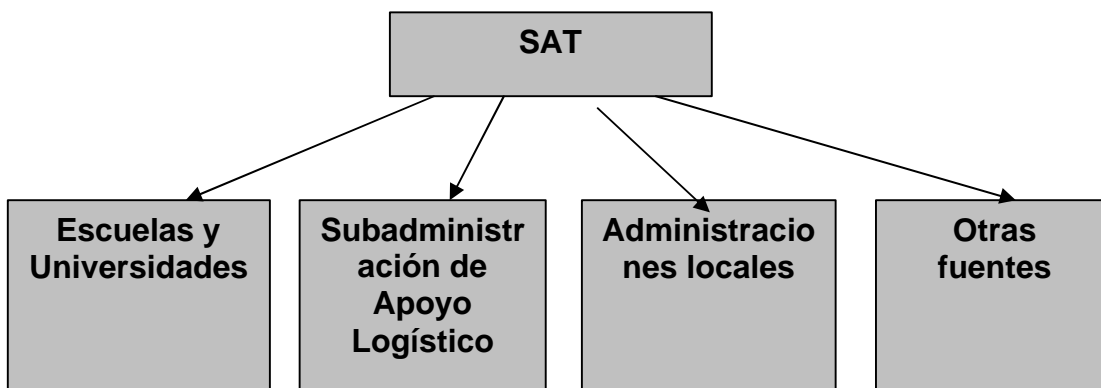 SAT
Escuelas y
Universidades
Subadministr
ación de
Apoyo
Logístico
Administracio
nes locales
Otras
fuentes